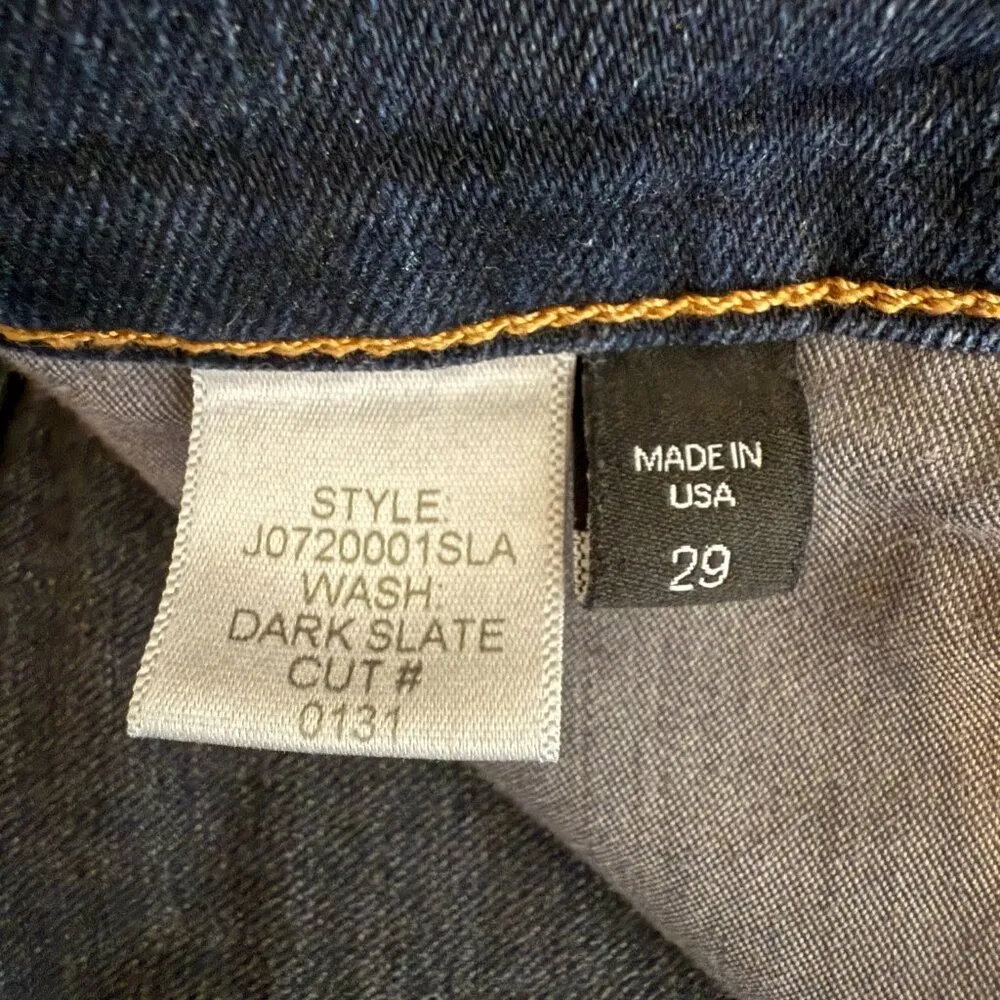 STYLE:
J0720001SLA
WASH:
DARK SLATE
CUT #
0131
MADE IN
USA
29